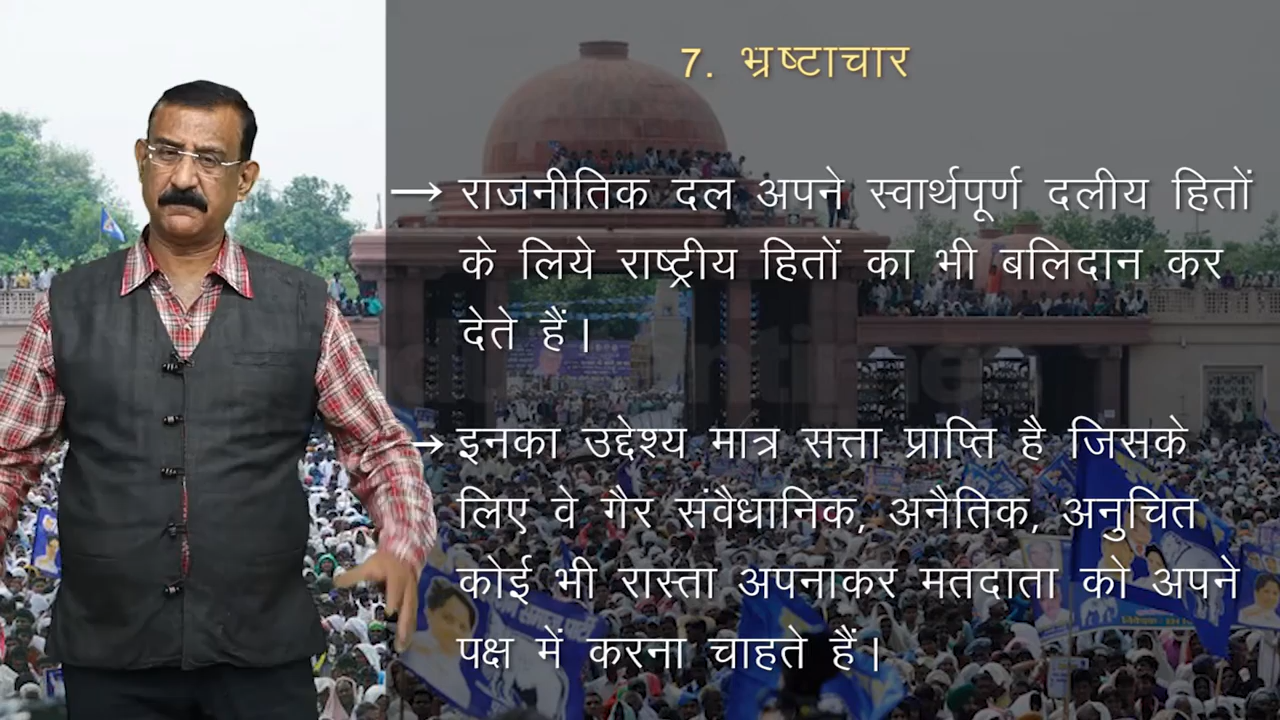 7. भ्रष्टाचार
→ राजनीतिक दल अपने स्वार्थपूर्ण दलीय हितों
के लिये राष्ट्रीय हितों का भी बलिदान कर
देते हैं।
→ इनका उद्देश्य मात्र सत्ता प्राप्ति है जिसके
लिए वे गैर संवैधानिक, अनैतिक, अनुचित
कोई भी रास्ता अपनाकर मतदाता को अपने
पक्ष में करना चाहते हैं।